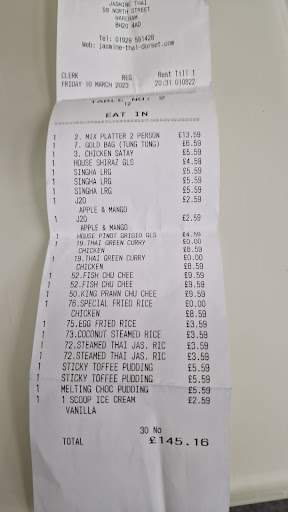 JASMINE THAI
59 NORTH STREET
WAREHAM
BH20 4AD
Tel: 01929 551428
Web: jasmine-thai-dorset.com
CLERK REG Rest Till 1
FRIDAY 10 MARCH 2023 20:31 010822
TABLE NO: 2
12
EAT IN
1 2. MIX PLATTER 2 PERSON £13.59
1 7. GOLD BAG (TUNG TONG) £6.59
1 3. CHICKEN SATAY £5.59
1 HOUSE SHIRAZ GLS £4.59
1 SINGHA LRG £5.59
1 SINGHA LRG £5.59
1 SINGHA LRG £5.59
1 J2O £2.59
APPLE & MANGO
1 J2O £2.59
APPLE & MANGO
1 HOUSE PINOT GRIGIO GLS £4.59
1 19.THAI GREEN CURRY £0.00
CHICKEN £8.59
1 19.THAI GREEN CURRY £0.00
CHICKEN £8.59
1 52.FISH CHU CHEE £9.59
1 52.FISH CHU CHEE £9.59
1 50.KING PRAWN CHU CHEE £9.59
1 76.SPECIAL FRIED RICE £0.00
CHICKEN £8.59
1 75.EGG FRIED RICE £3.59
1 73.COCONUT STEAMED RICE £3.59
1 72.STEAMED THAI JAS. RIC £3.59
1 72.STEAMED THAI JAS. RIC £3.59
1 STICKY TOFFEE PUDDING £5.59
1 STICKY TOFFEE PUDDING £5.59
1 MELTING CHOC PUDDING £5.59
1 1 SCOOP ICE CREAM £2.59
VANILLA
30 No
TOTAL £145.16